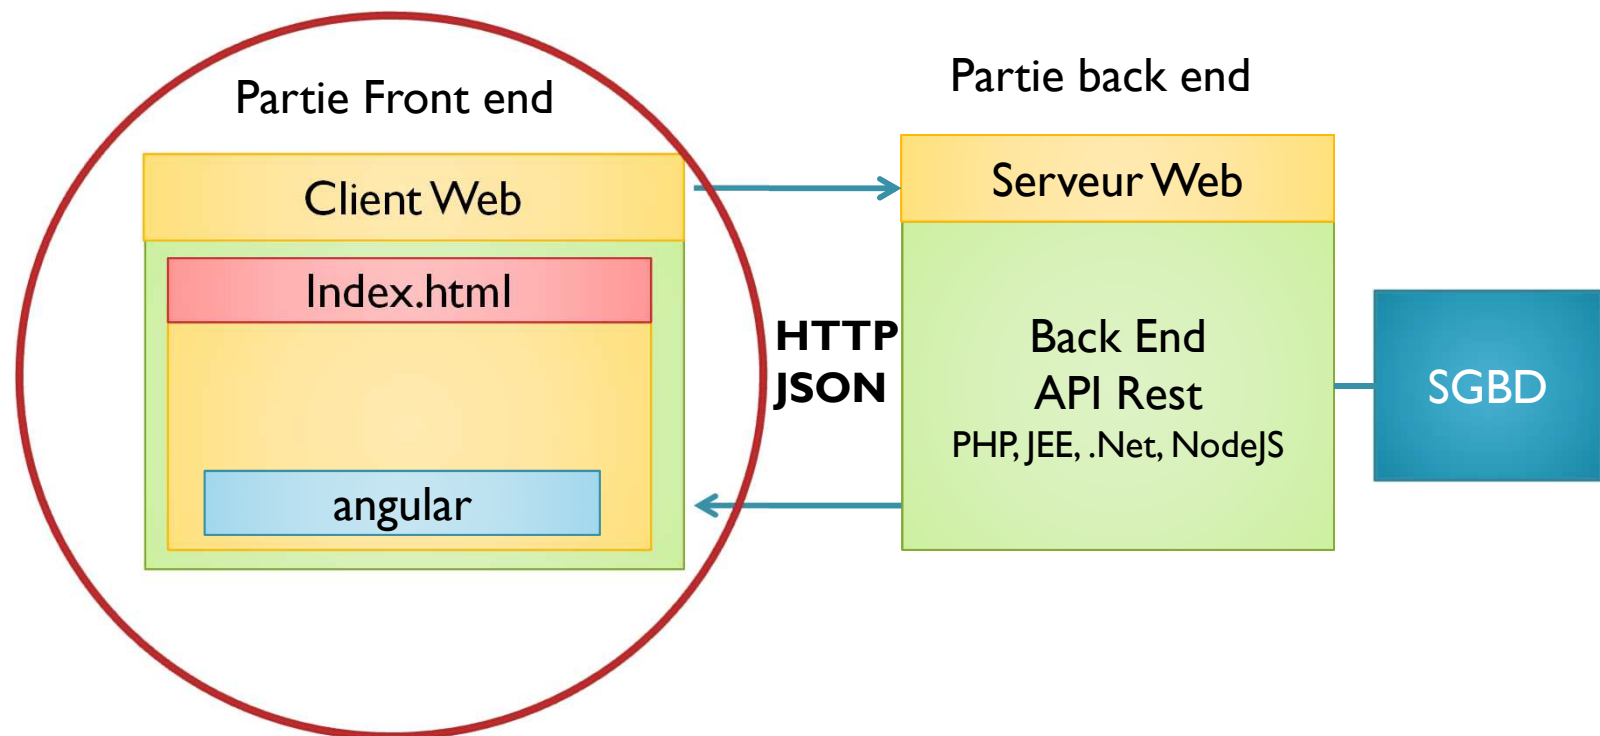 Partie Front end
Client Web
Index.html
angular
HTTP
JSON
Partie back end
Serveur Web
Back End
API Rest
PHP, JEE, .Net, NodeJS
SGBD